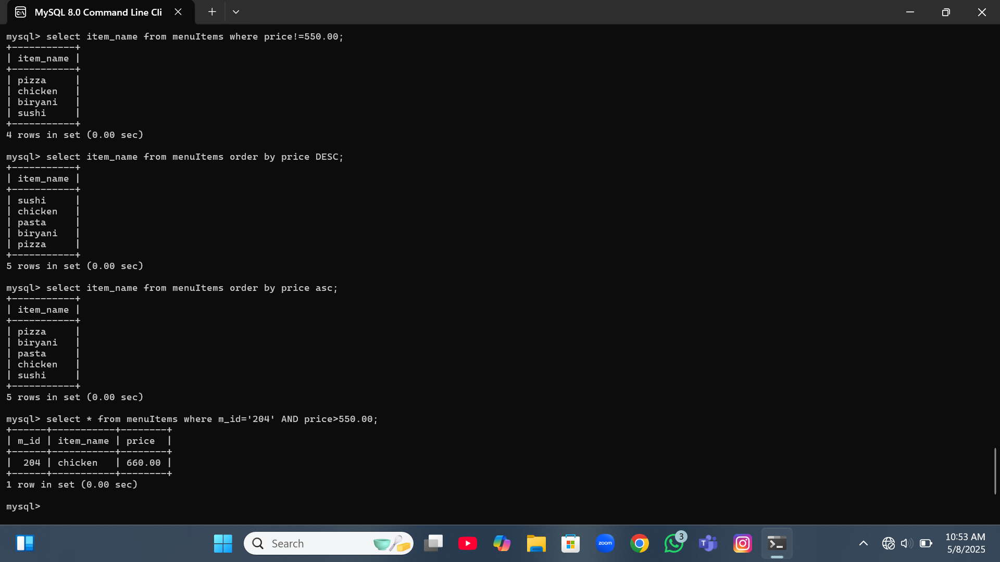 MySQL 8.0 Command Line Cli
mysql> select item_name from menuItems where price!=550.00;
+-----------+
| item_name |
+-----------+
| pizza     |
| chicken   |
| biryani   |
| sushi     |
+-----------+
4 rows in set (0.00 sec)
mysql> select item_name from menuItems order by price DESC;
+-----------+
| item_name |
+-----------+
| sushi     |
| chicken   |
| pasta     |
| biryani   |
| pizza     |
+-----------+
5 rows in set (0.00 sec)
mysql> select item_name from menuItems order by price asc;
+-----------+
| item_name |
+-----------+
| pizza     |
| biryani   |
| pasta     |
| chicken   |
| sushi     |
+-----------+
5 rows in set (0.00 sec)
mysql> select * from menuItems where m_id='204' AND price>550.00;
+------+-----------+--------+
| m_id | item_name | price  |
+------+-----------+--------+
|  204 | chicken   | 660.00 |
+------+-----------+--------+
1 row in set (0.00 sec)
mysql>
Search
zoom
3
T
10:53 AM
5/8/2025